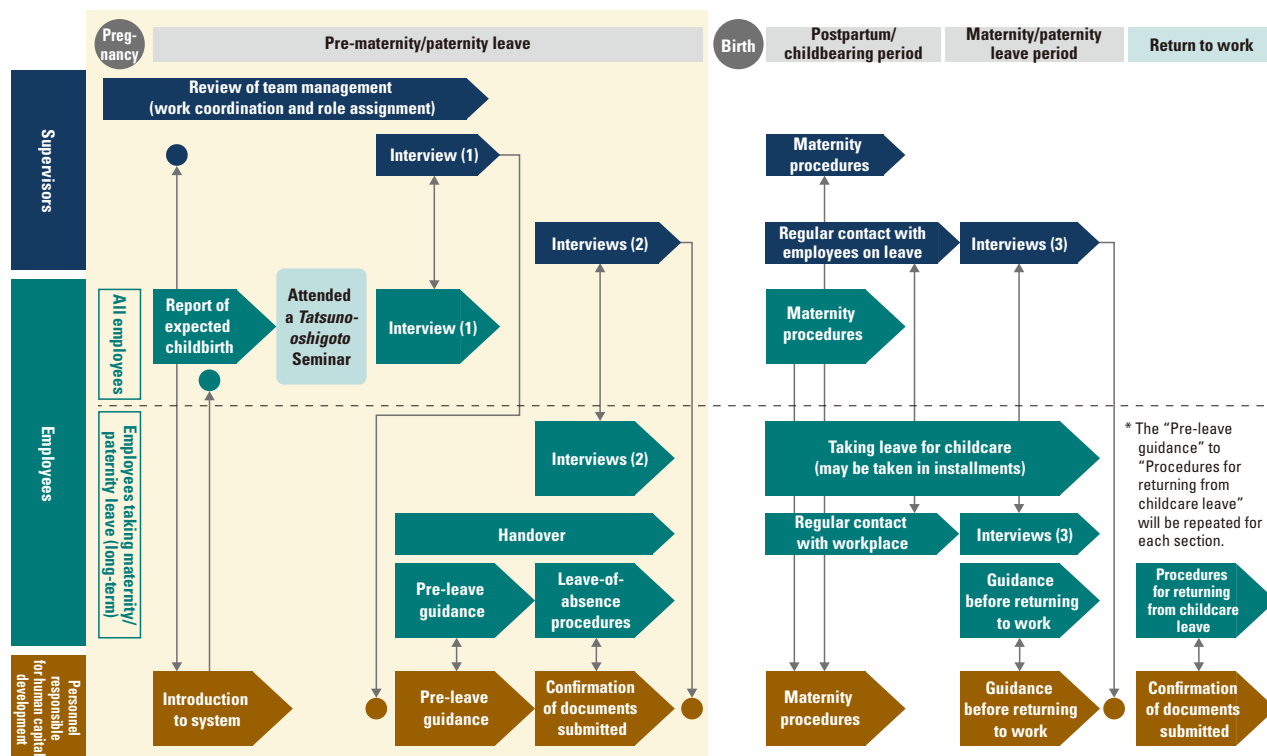 Preg-
nancy
Pre-maternity/paternity leave
Birth
Postpartum/
childbearing period
Maternity/paternity
leave period
Return to work
Supervisors
Review of team management
(work coordination and role assignment)
Interview (1)
Interviews (2)
Maternity
procedures
Regular contact with
employees on leave
Interviews (3)
Employees
All employees
Report of
expected
childbirth
Attended
a Tatsuno-
oshigoto
Seminar
Interview (1)
Maternity
procedures
Employees taking maternity/
paternity leave (long-term)
Interviews (2)
Taking leave for childcare
(may be taken in installments)
* The “Pre-leave
guidance” to
“Procedures for
returning from
childcare leave”
will be repeated for
each section.
Handover
Regular contact
with workplace
Interviews (3)
Pre-leave
guidance
Leave-of-
absence
procedures
Guidance
before returning
to work
Procedures
for returning
from childcare
leave
Personnel
responsible
for human capital
development
Introduction
to system
Pre-leave
guidance
Confirmation
of documents
submitted
Maternity
procedures
Guidance
before returning
to work
Confirmation
of documents
submitted